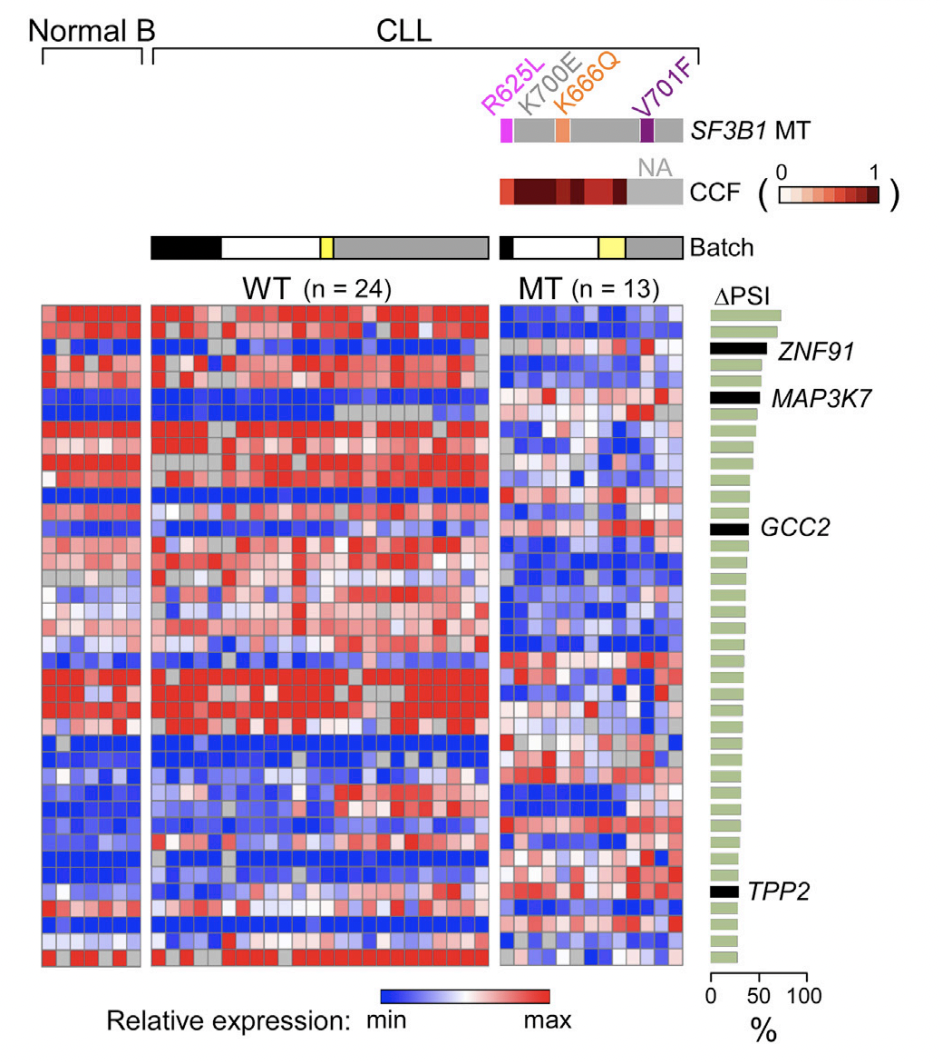 Normal B
CLL
R625L
K700E
K666Q
V701F
SF3B1 MT
NA
CCF ( 0 1 )
Batch
WT (n = 24)
MT (n = 13)
ΔPSI
ZNF91
MAP3K7
GCC2
TPP2
0 50 100
%
Relative expression: min max